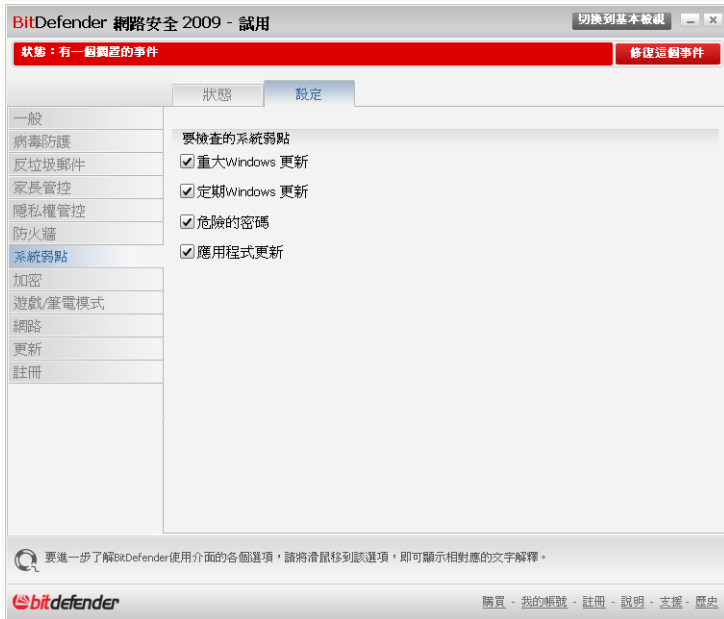 BitDefender 網路安全 2009 - 試用
切換到基本檢視
狀態：有一個擱置的事件
修復這個事件
狀態
設定
一般
病毒防護
反垃圾郵件
家長管控
隱私權管控
防火牆
系統弱點
加密
遊戲/筆電模式
網路
更新
註冊
要檢查的系統弱點
重大Windows 更新
定期Windows 更新
危險的密碼
應用程式更新
要進一步了解BitDefender使用介面的各個選項，請將滑鼠移到該選項，即可顯示相對應的文字解釋。
bitdefender
購買 - 我的帳號 - 註冊 - 說明 - 支援 - 歷史